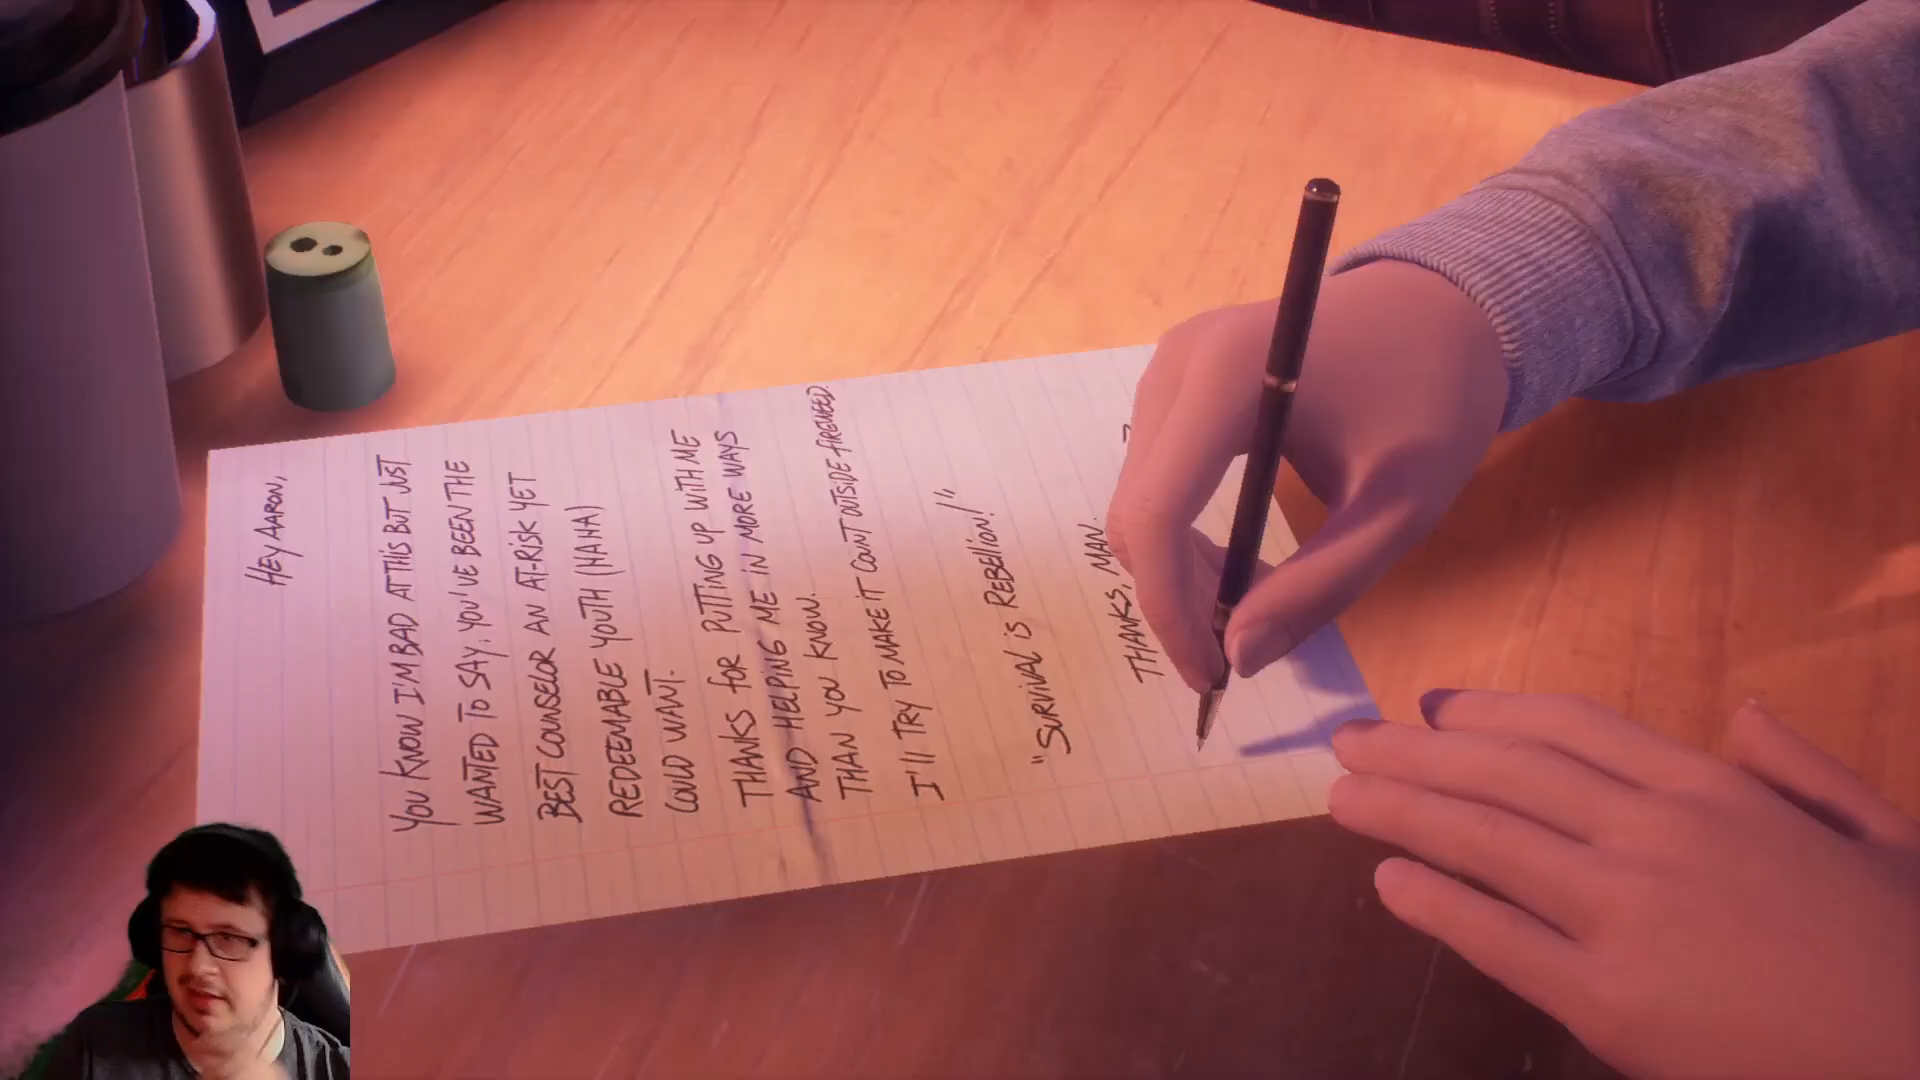 Hey Aaron,
You know I'm bad at this but just
wanted to say, you've been the
best counselor an at-risk yet
redeemable youth (haha)
could want.
Thanks for putting up with me
and helping me in more ways
than you know.
I'll try to make it count outside Fireweed.
"Survival is Rebellion!"
Thanks, man.